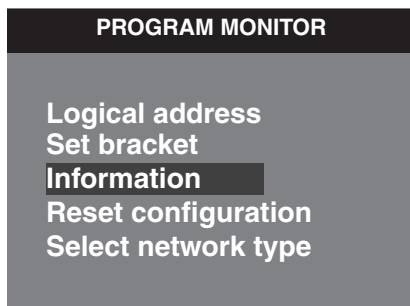 PROGRAM MONITOR
Logical address
Set bracket
Information
Reset configuration
Select network type